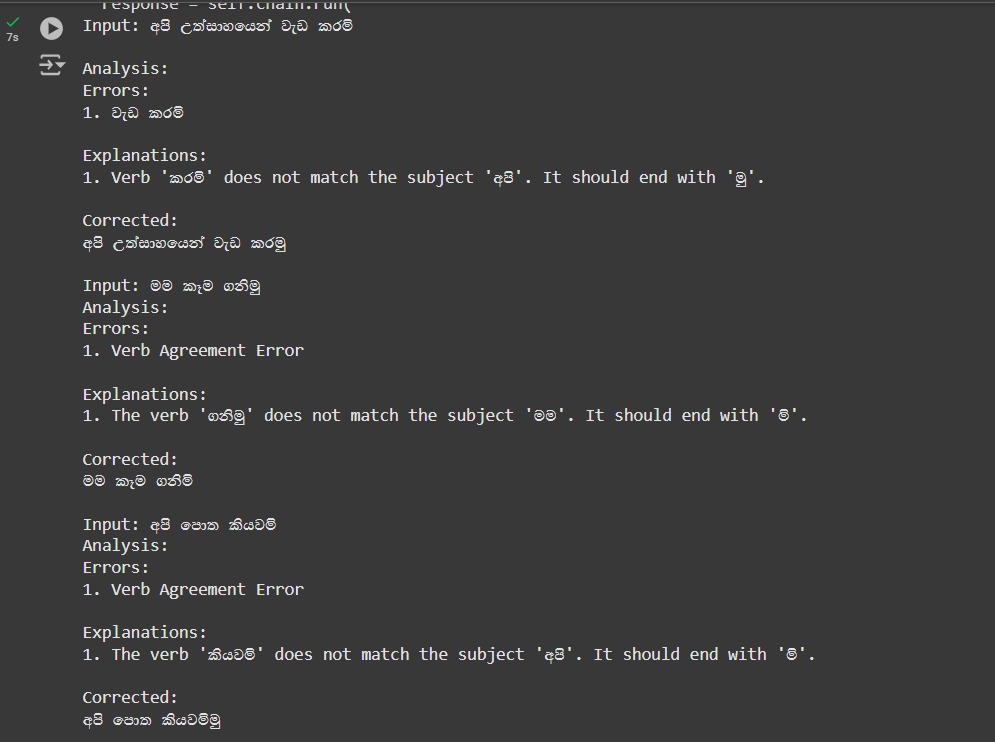 response = self.chain.run(
7s
Input: අපි උත්සාහයෙන් වැඩ කරමි
Analysis:
Errors:
1. වැඩ කරමි
Explanations:
1. Verb 'කරමි' does not match the subject 'අපි'. It should end with 'මු'.
Corrected:
අපි උත්සාහයෙන් වැඩ කරමු
Input: මම කෑම ගනිමු
Analysis:
Errors:
1. Verb Agreement Error
Explanations:
1. The verb 'ගනිමු' does not match the subject 'මම'. It should end with 'මි'.
Corrected:
මම කෑම ගනිමි
Input: අපි පොත කියවමි
Analysis:
Errors:
1. Verb Agreement Error
Explanations:
1. The verb 'කියවමි' does not match the subject 'අපි'. It should end with 'මි'.
Corrected:
අපි පොත කියවමිමු